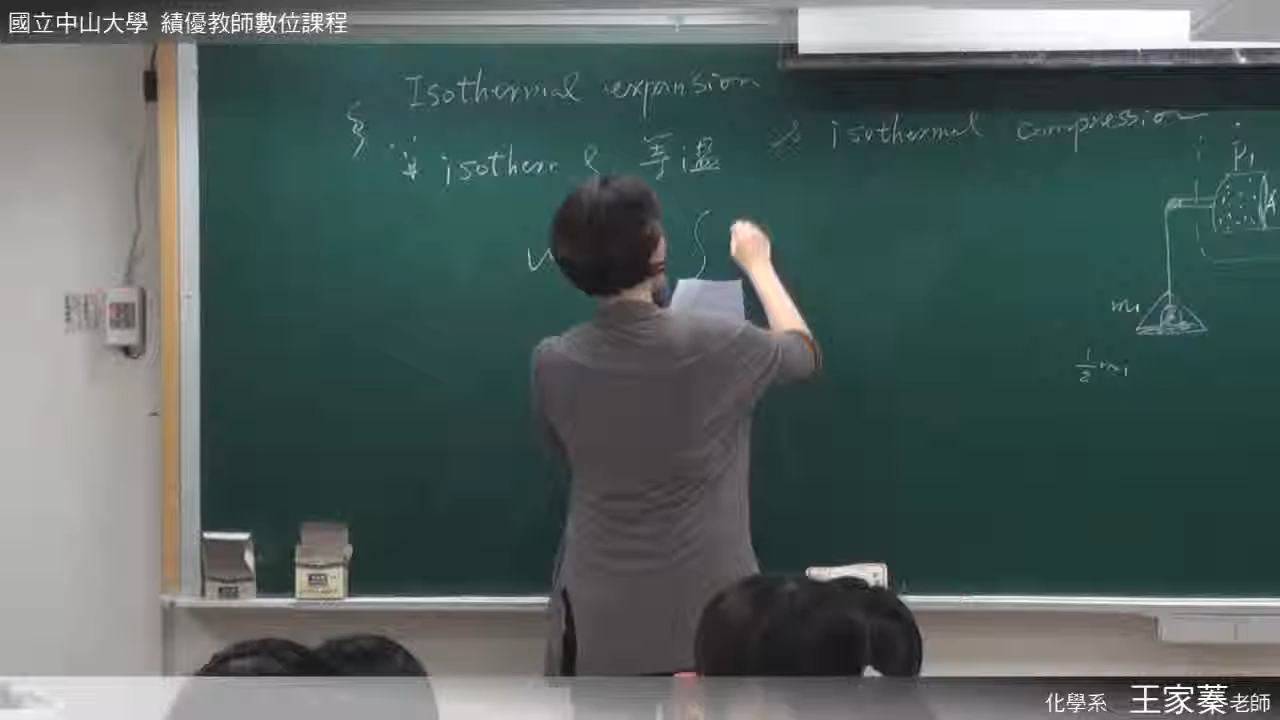 國立中山大學 績優教師數位課程
Isothermal expansion
isotherm 等溫
isothermal compression
P₁
A
w
∫
m₁
½m₁
化學系 王家蓁老師